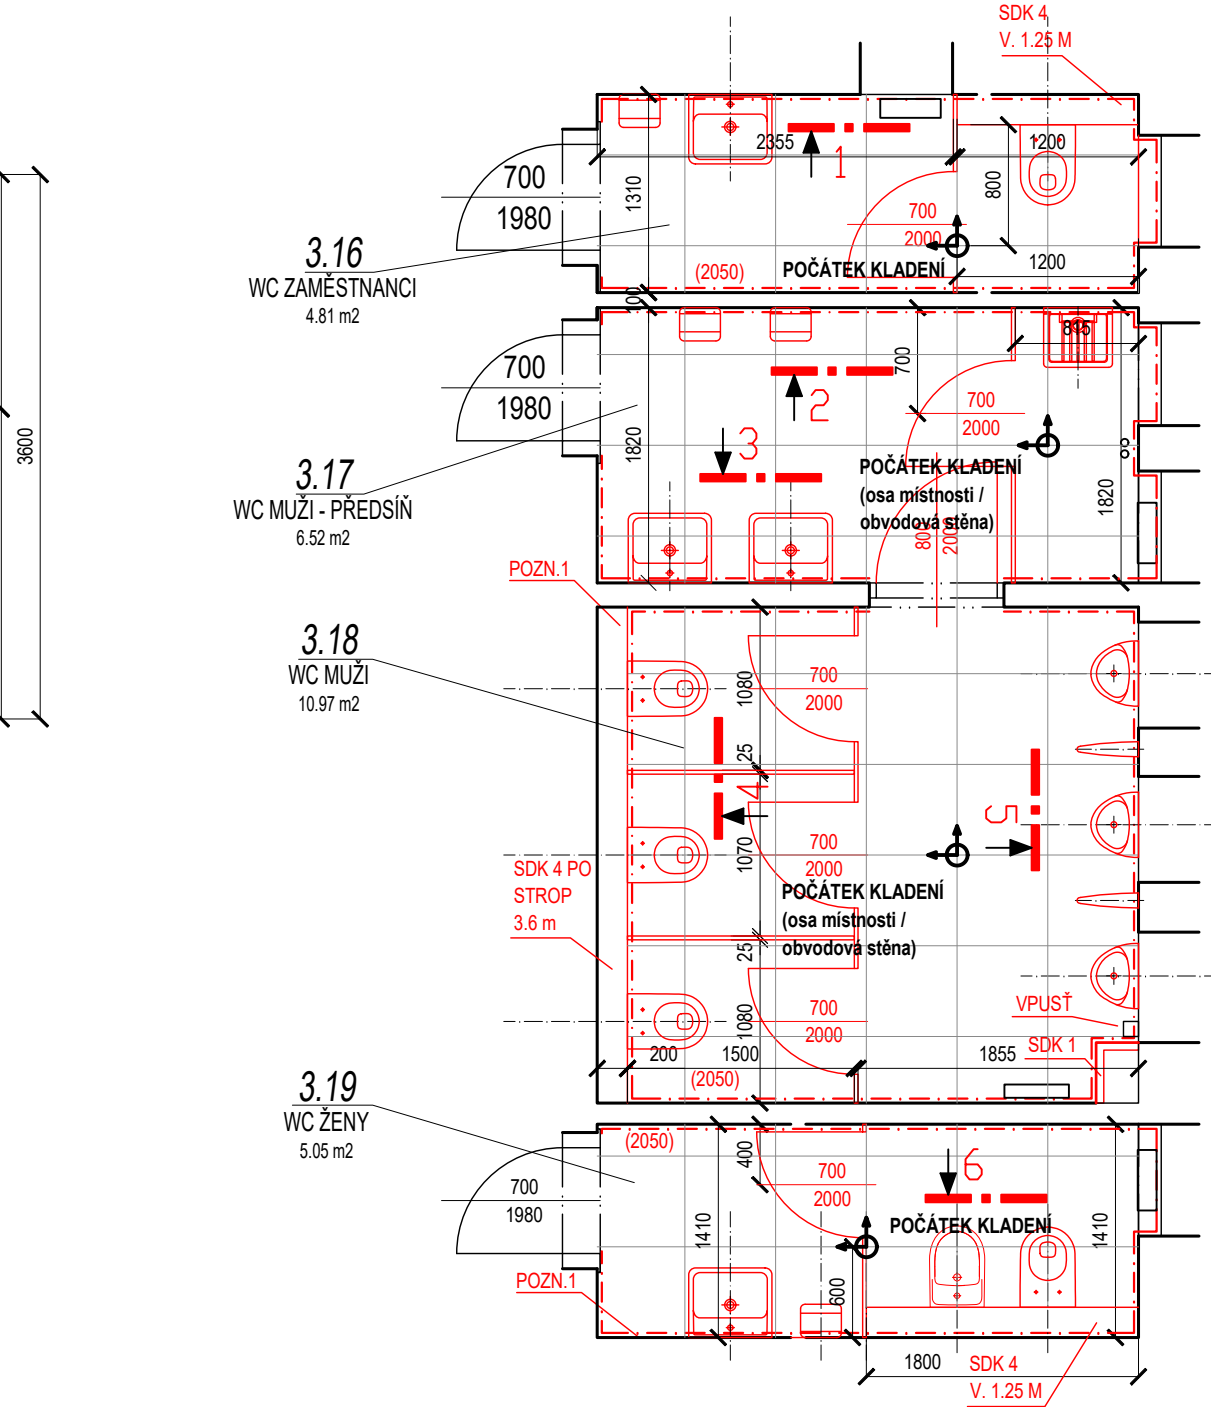 SDK 4
V. 1.25 M
2355
1
1200
700
1980
1310
800
700
2000
3.16
WC ZAMĚSTNANCI
4.81 m2
(2050)
POČÁTEK KLADENÍ
1200
100
3600
700
1980
700
815
2
700
2000
3
1820
3.17
WC MUŽI - PŘEDSÍŇ
6.52 m2
POČÁTEK KLADENÍ
(osa místnosti /
obvodová stěna)
1820
800
2000
POZN.1
3.18
WC MUŽI
10.97 m2
1080
700
2000
25
4
5
1070
700
2000
SDK 4 PO
STROP
3.6 m
POČÁTEK KLADENÍ
(osa místnosti /
obvodová stěna)
25
1080
700
2000
VPUSŤ
SDK 1
200
1500
1855
(2050)
3.19
WC ŽENY
5.05 m2
(2050)
400
700
2000
6
700
1980
1410
POČÁTEK KLADENÍ
1410
POZN.1
600
1800
SDK 4
V. 1.25 M